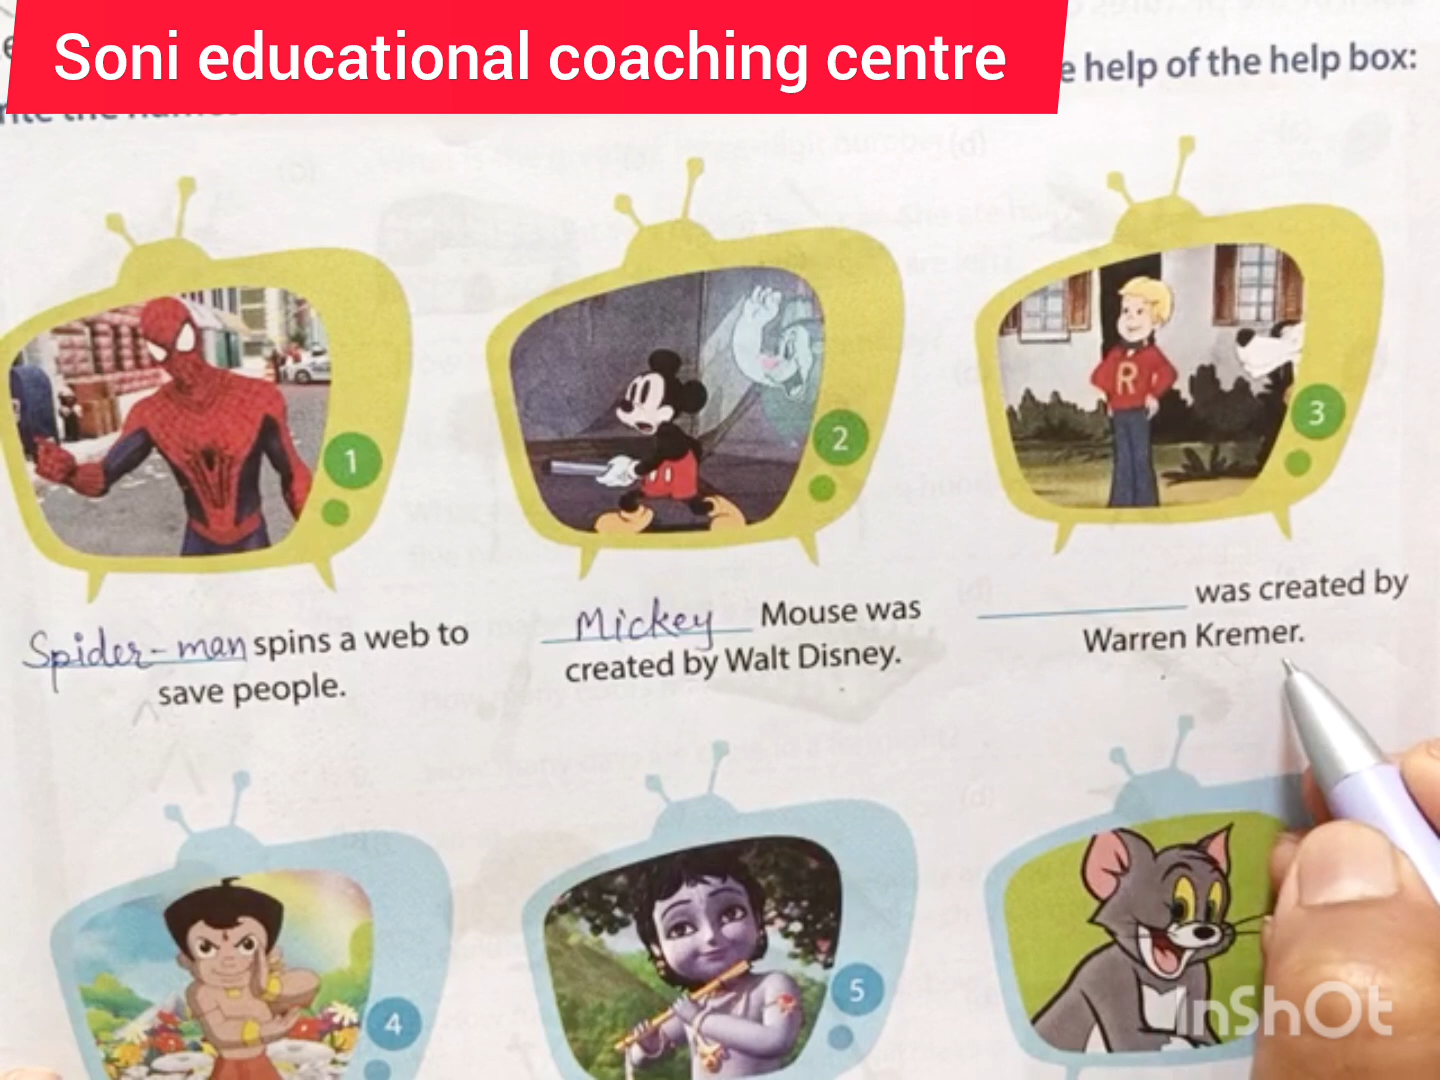 Soni educational coaching centre
e help of the help box:
1
2
3
R
Spider-man spins a web to
save people.
Mickey Mouse was
created by Walt Disney.
was created by
Warren Kremer.
4
5
InShOt